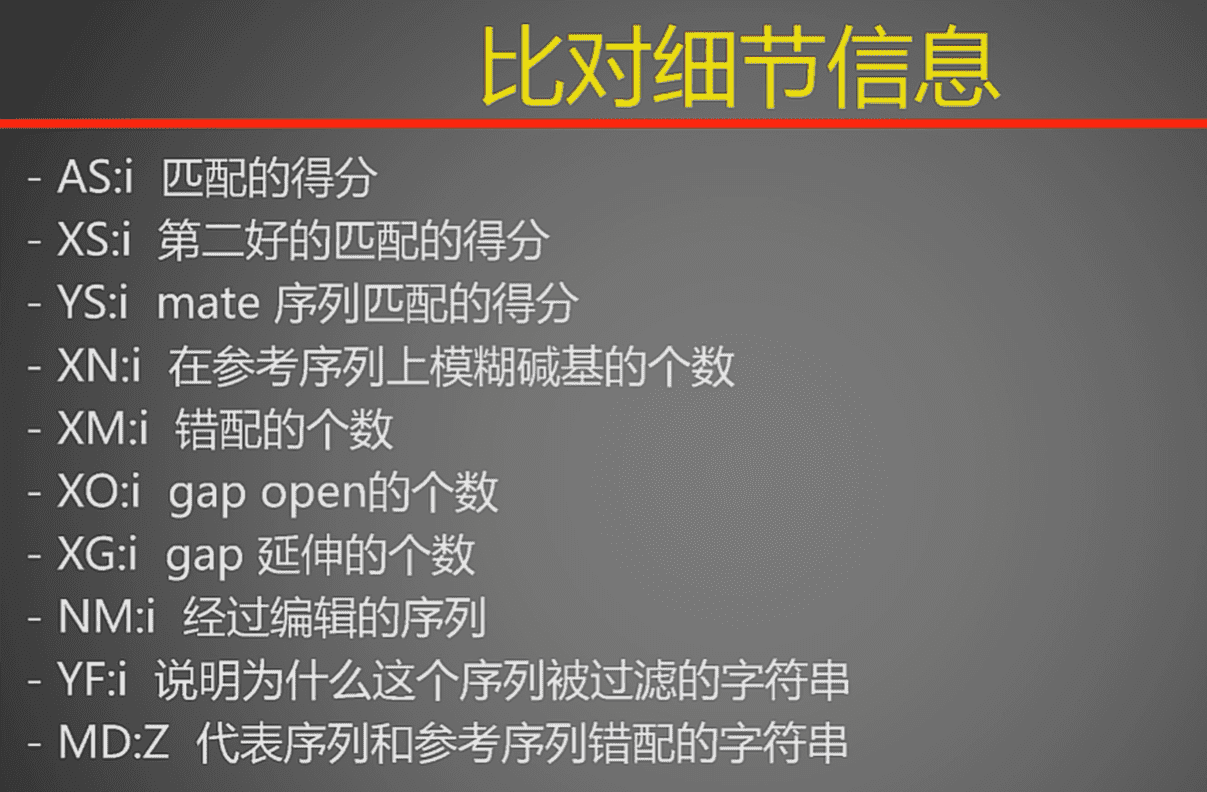 比对细节信息
- AS:i 匹配的得分
- XS:i 第二好的匹配的得分
- YS:i mate 序列匹配的得分
- XN:i 在参考序列上模糊碱基的个数
- XM:i 错配的个数
- XO:i gap open的个数
- XG:i gap 延伸的个数
- NM:i 经过编辑的序列
- YF:i 说明为什么这个序列被过滤的字符串
- MD:Z 代表序列和参考序列错配的字符串